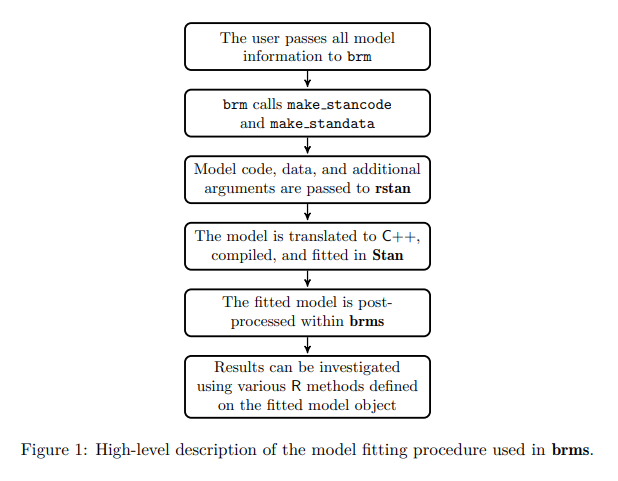 The user passes all model
information to brm
brm calls make_stancode
and make_standata
Model code, data, and additional
arguments are passed to rstan
The model is translated to C++,
compiled, and fitted in Stan
The fitted model is post-
processed within brms
Results can be investigated
using various R methods defined
on the fitted model object
Figure 1: High-level description of the model fitting procedure used in brms.